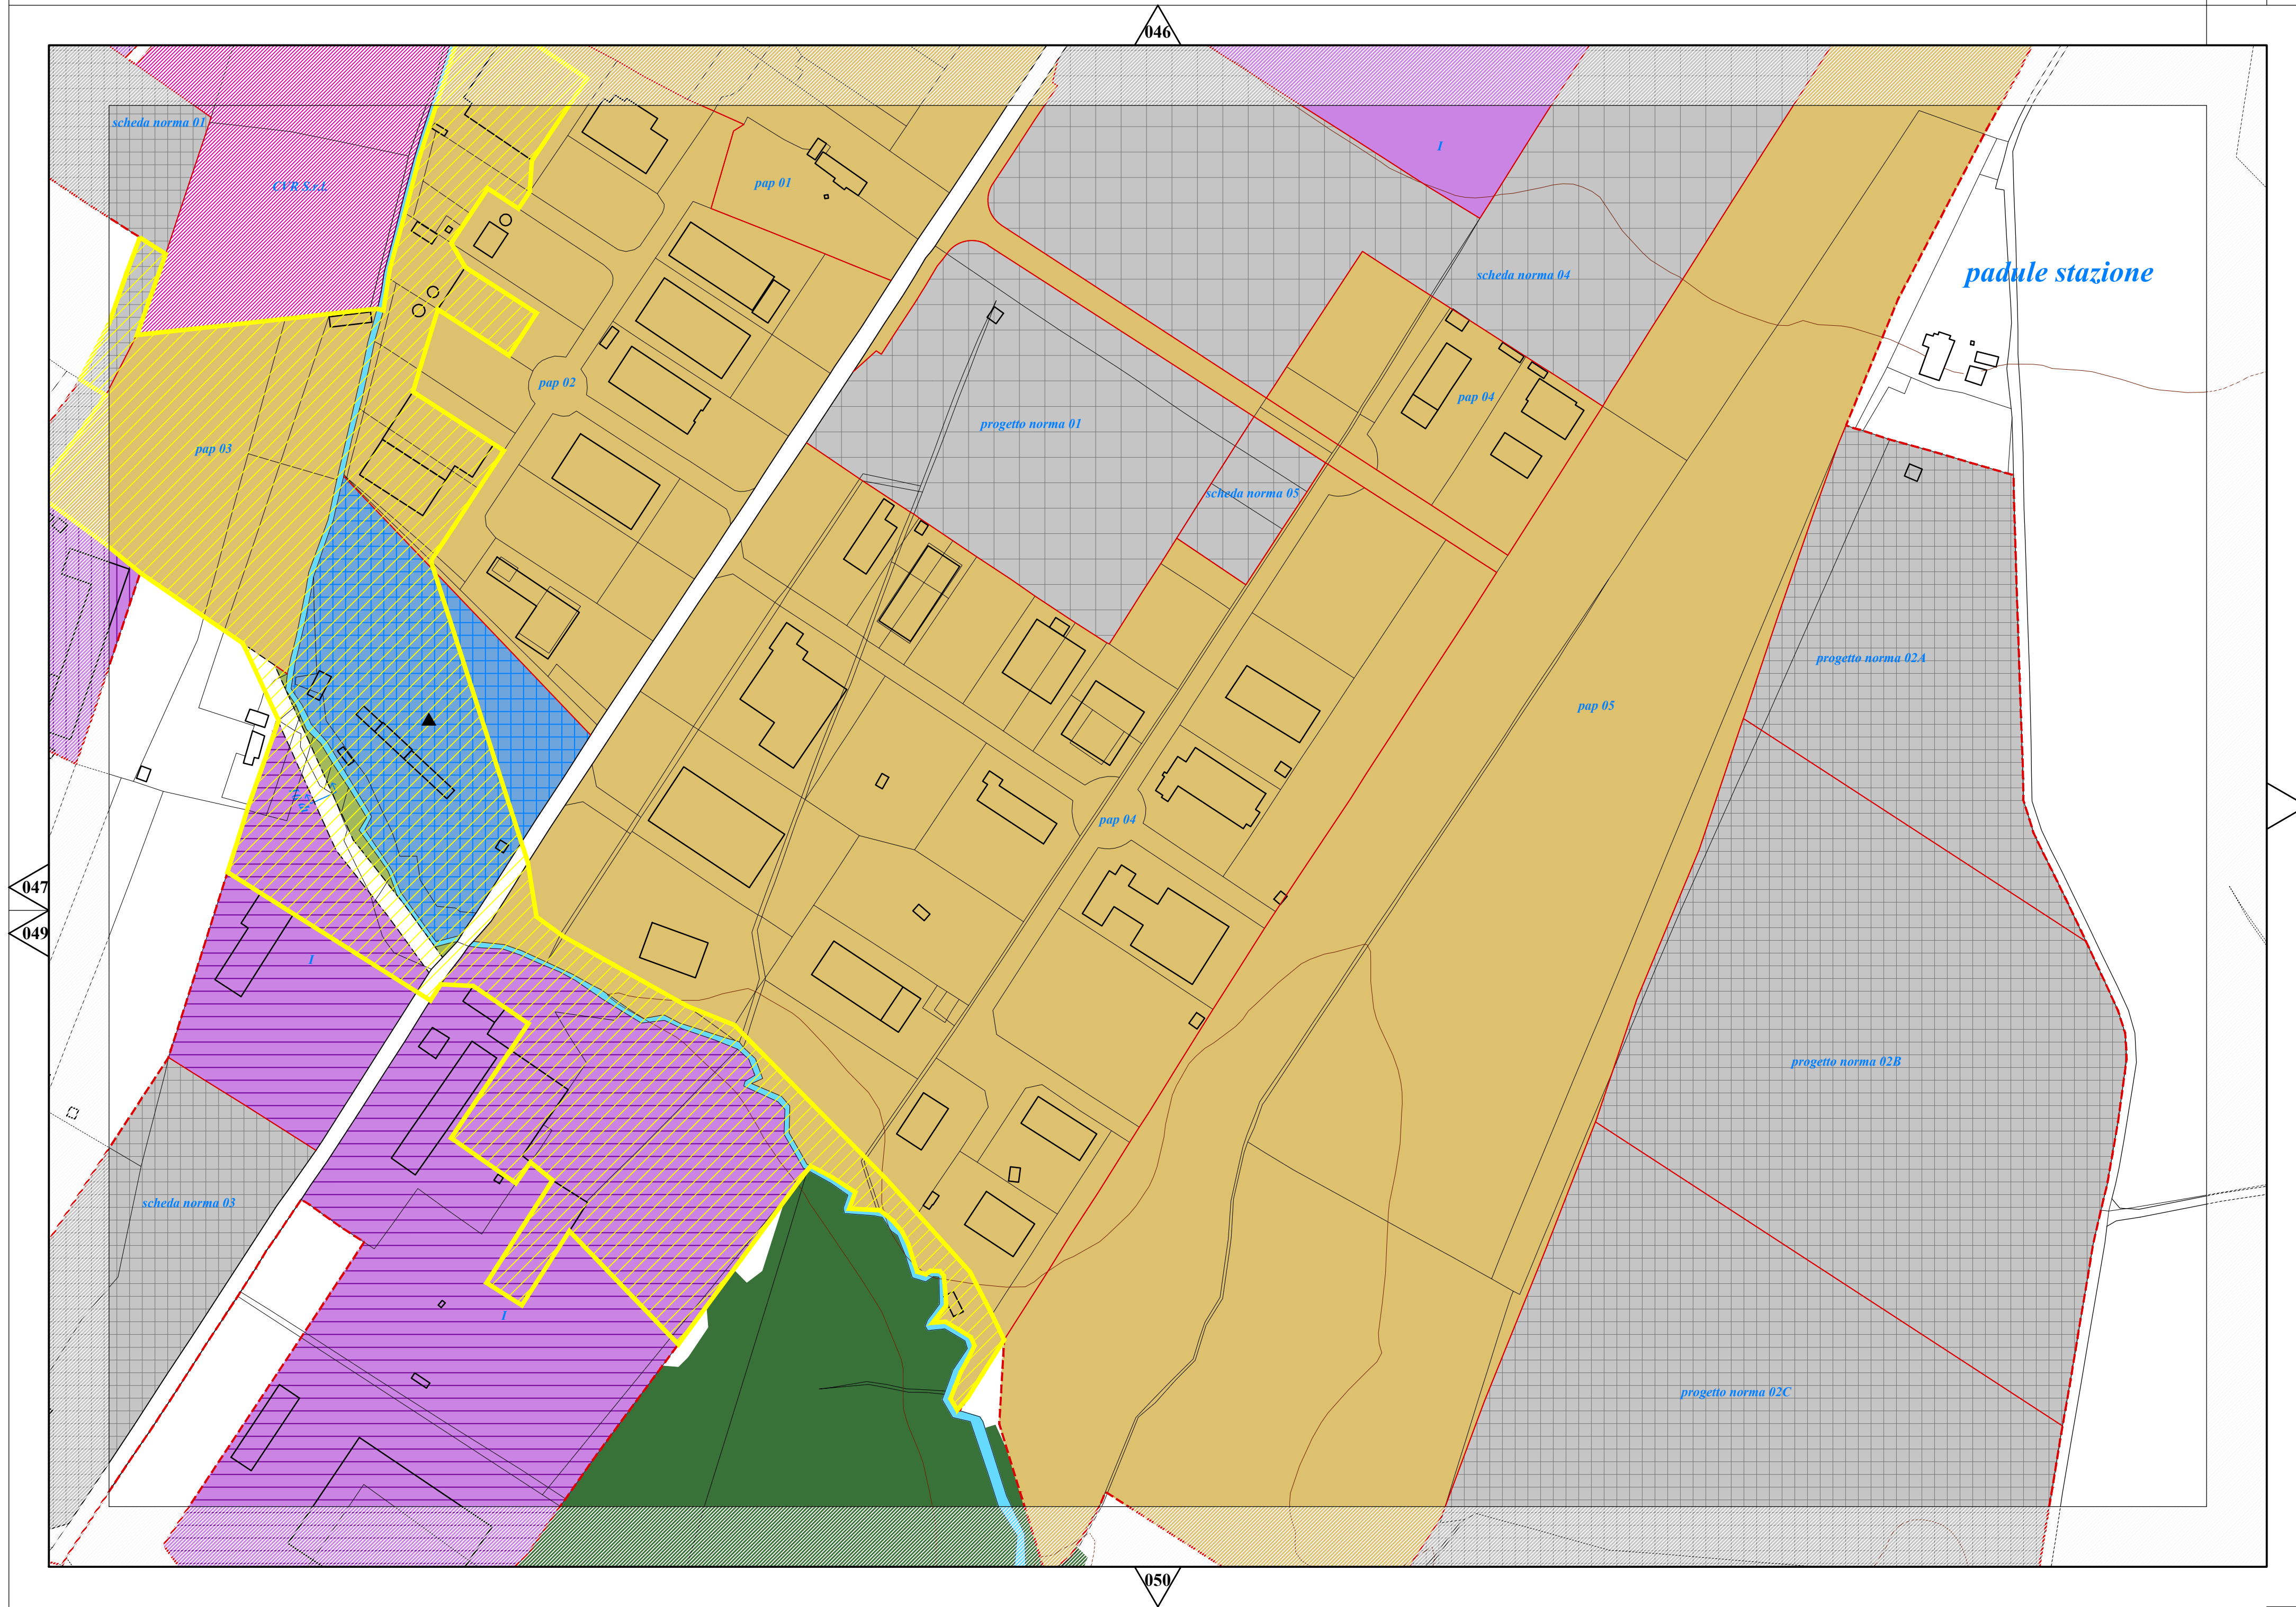 046
scheda norma 01
I
CVR S.r.l.
pap 01
padule stazione
scheda norma 04
pap 02
pap 04
progetto norma 01
pap 03
scheda norma 05
progetto norma 02A
pap 05
pap 04
047
049
I
progetto norma 02B
scheda norma 03
I
progetto norma 02C
050